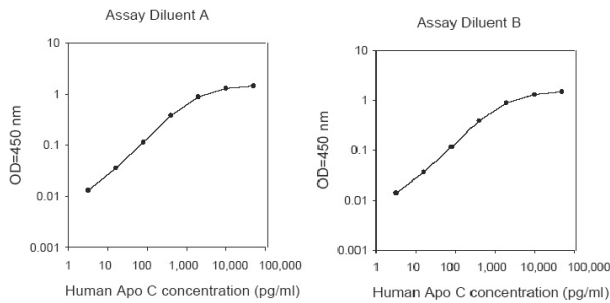 Assay Diluent A
10
1
0.1
0.01
0.001
OD=450 nm
1 10 100 1,000 10,000 100,000
Human Apo C concentration (pg/ml)
Assay Diluent B
10
1
0.1
0.01
0.001
OD=450 nm
1 10 100 1,000 10,000 100,000
Human Apo C concentration (pg/ml)